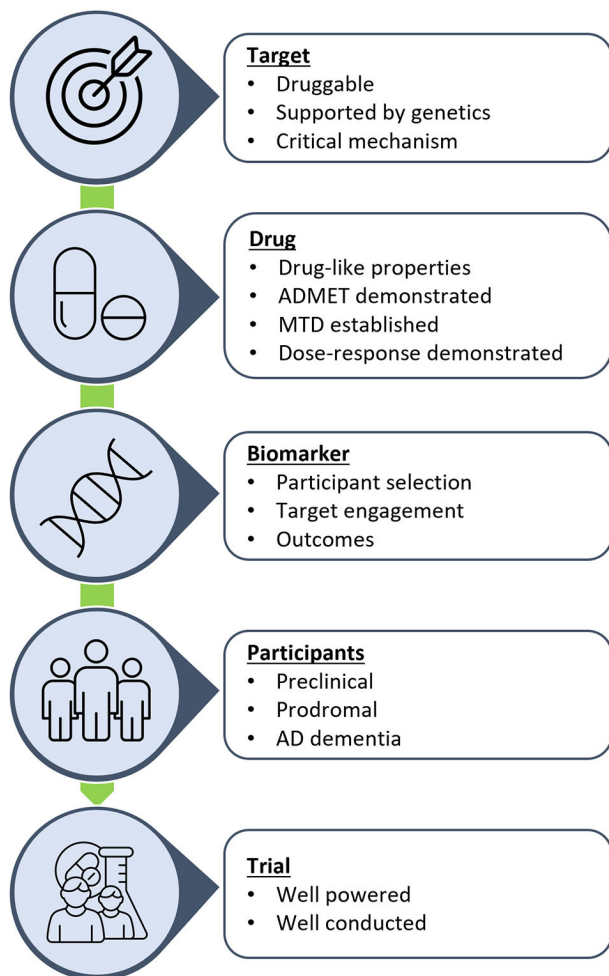 Target
• Druggable
• Supported by genetics
• Critical mechanism
Drug
• Drug-like properties
• ADMET demonstrated
• MTD established
• Dose-response demonstrated
Biomarker
• Participant selection
• Target engagement
• Outcomes
Participants
• Preclinical
• Prodromal
• AD dementia
Trial
• Well powered
• Well conducted